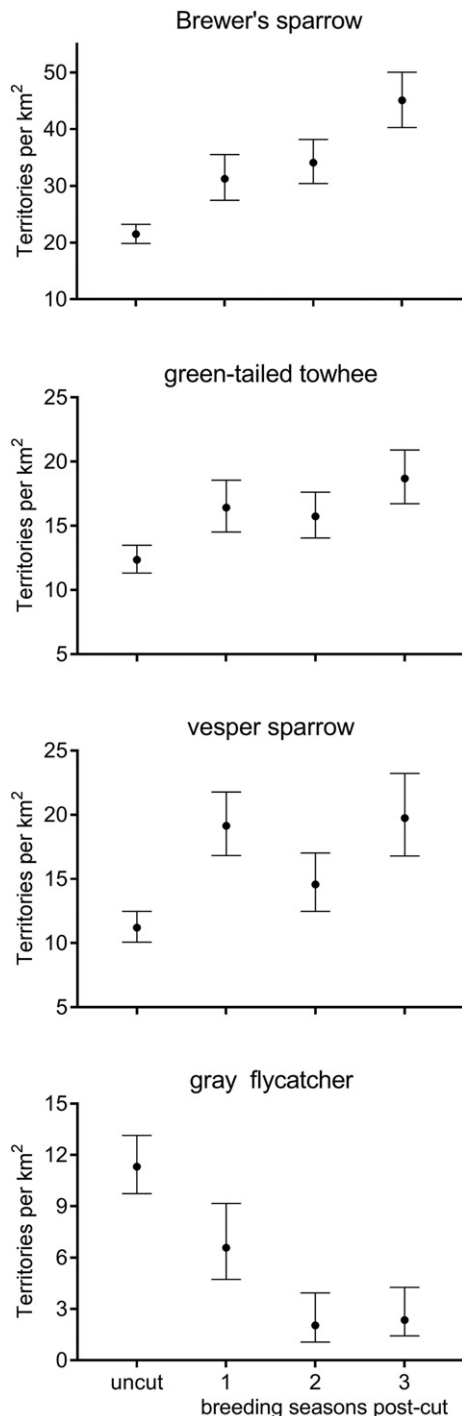 Brewer's sparrow
Territories per km²
50
40
30
20
10
green-tailed towhee
Territories per km²
25
20
15
10
5
vesper sparrow
Territories per km²
25
20
15
10
5
gray flycatcher
Territories per km²
15
12
9
6
3
0
uncut 1 2 3
breeding seasons post-cut